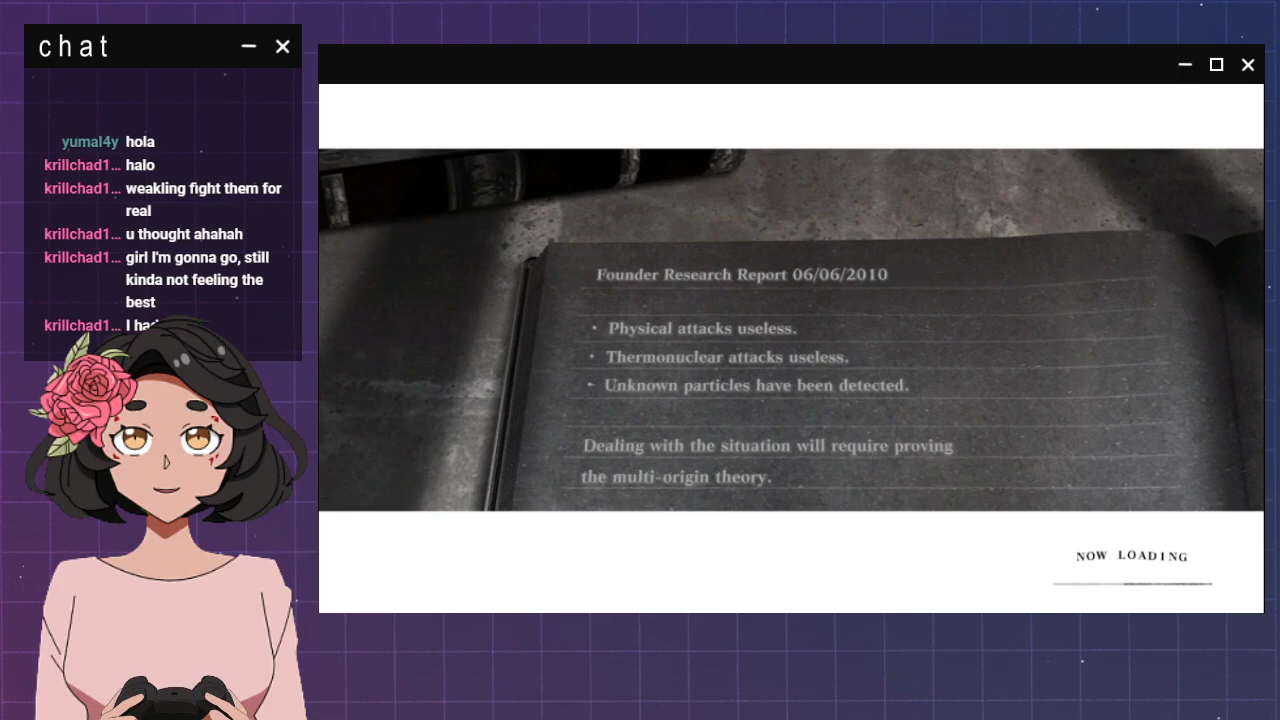 chat
yumal4y hola
krillchad1... halo
krillchad1... weakling fight them for
real
krillchad1... u thought ahahah
krillchad1... girl I'm gonna go, still
kinda not feeling the
best
krillchad1... I
Founder Research Report 06/06/2010
• Physical attacks useless.
• Thermonuclear attacks useless.
• Unknown particles have been detected.
Dealing with the situation will require proving
the multi-origin theory.
NOW LOADING